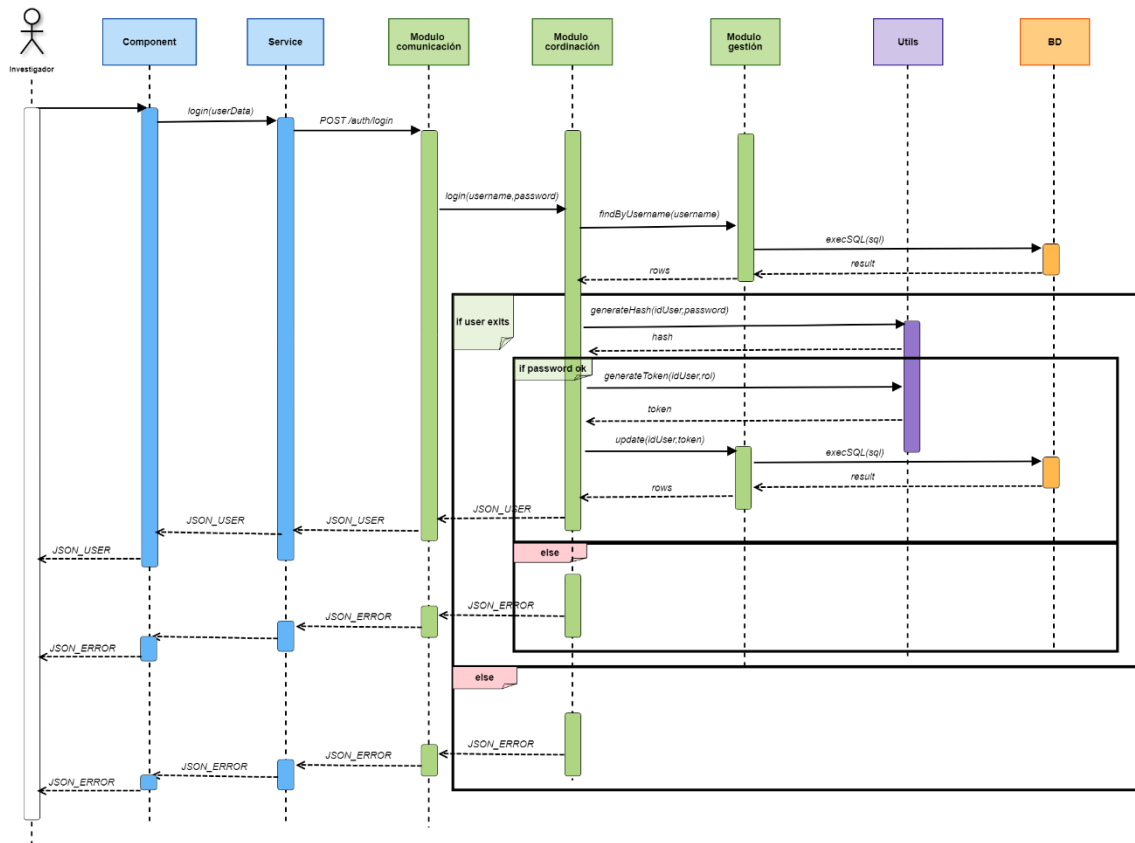 Investigador
Component
Service
Modulo
comunicación
Modulo
cordinación
Modulo
gestión
Utils
BD
login(userData)
POST /auth/login
login(username,password)
findByUsername(username)
execSQL(sql)
result
rows
if user exits
generateHash(idUser,password)
hash
if password ok
generateToken(idUser,rol)
token
update(idUser,token)
execSQL(sql)
result
rows
JSON_USER
JSON_USER
JSON_USER
JSON_USER
else
JSON_ERROR
JSON_ERROR
JSON_ERROR
else
JSON_ERROR
JSON_ERROR
JSON_ERROR
JSON_ERROR